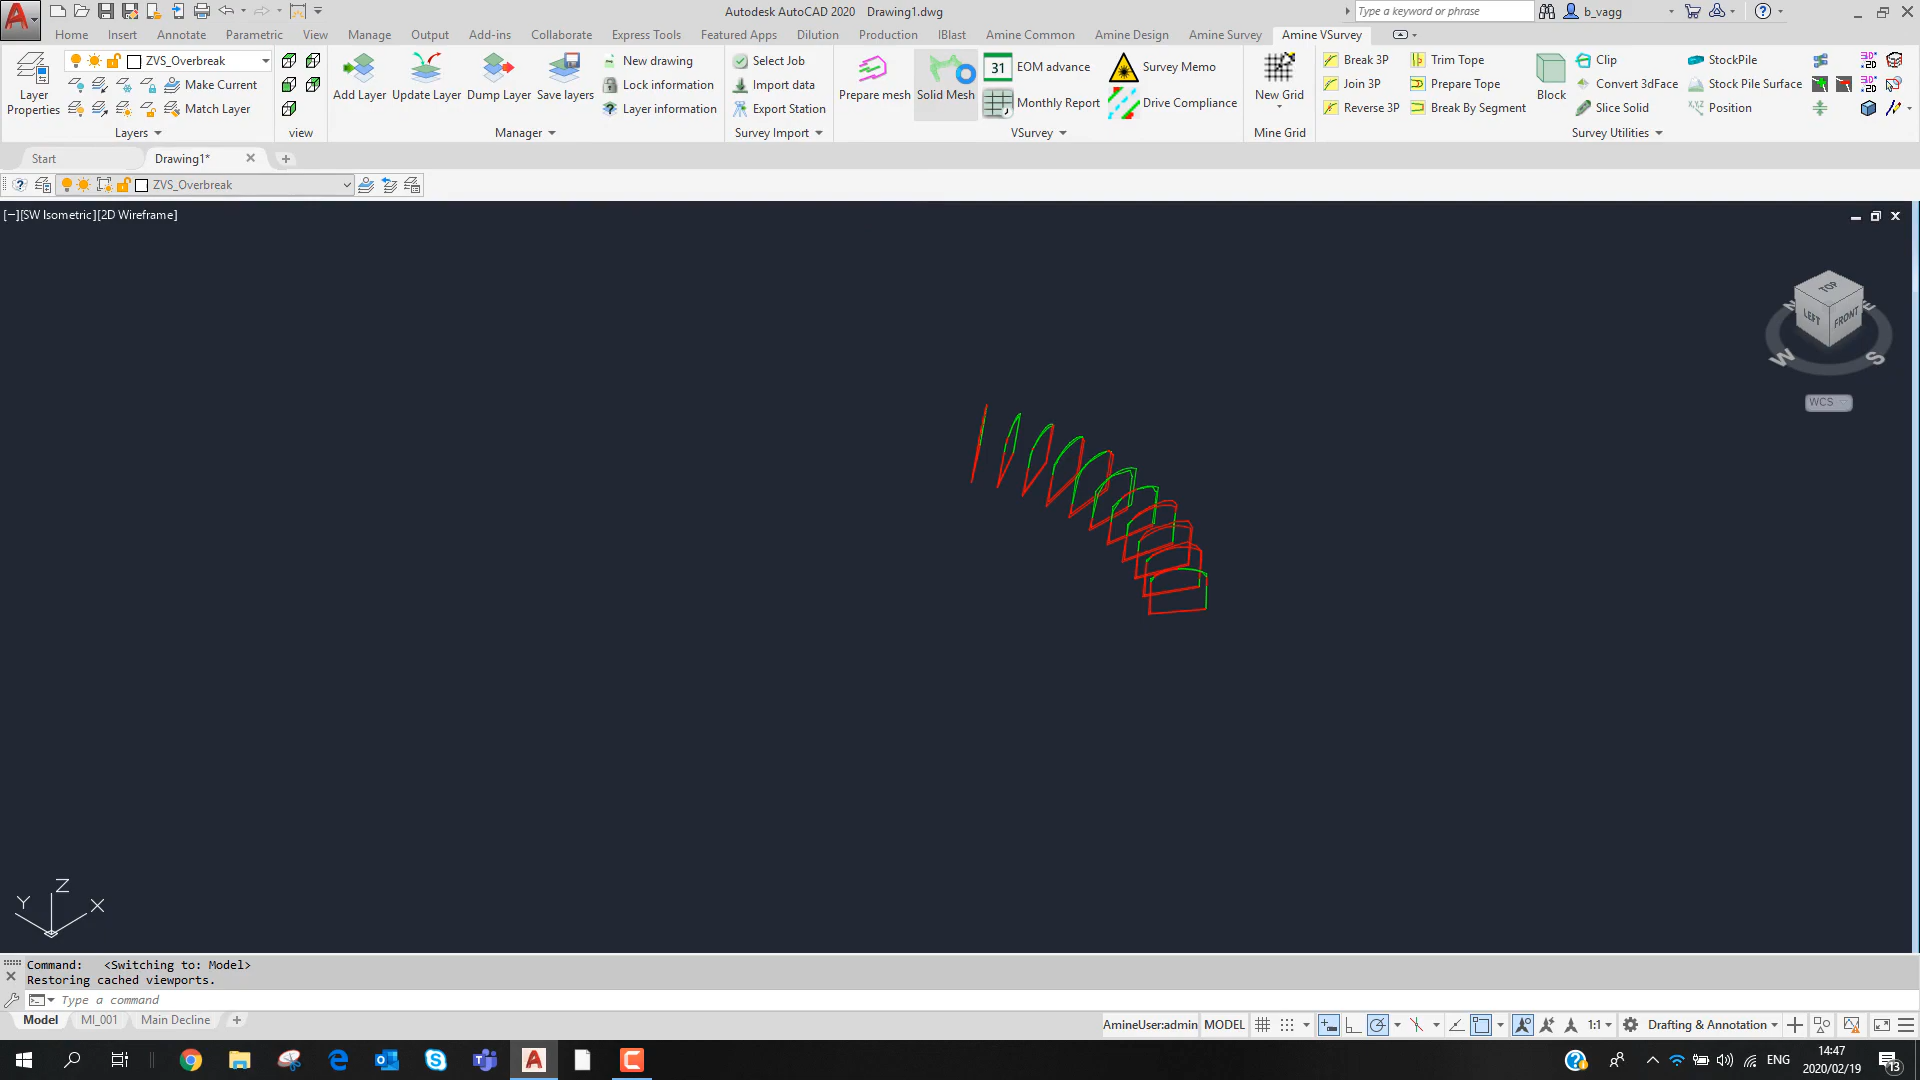 Autodesk AutoCAD 2020 Drawing1.dwg
Type a keyword or phrase
b_vagg
Home Insert Annotate Parametric View Manage Output Add-ins Collaborate Express Tools Featured Apps Dilution Production IBlast Amine Common Amine Design Amine Survey Amine VSurvey
Layer Properties
ZVS_Overbreak
Make Current
Match Layer
Layers
view
Add Layer Update Layer Dump Layer Save layers
New drawing
Lock information
Layer information
Manager
Select Job
Import data
Export Station
Survey Import
Prepare mesh
Solid Mesh
31 EOM advance
Monthly Report
Survey Memo
Drive Compliance
VSurvey
New Grid
Mine Grid
Break 3P
Join 3P
Reverse 3P
Trim Tope
Prepare Tope
Break By Segment
Block
Clip
Convert 3dFace
Slice Solid
StockPile
Stock Pile Surface
Position
Survey Utilities
Start Drawing1*
ZVS_Overbreak
[−][SW Isometric][2D Wireframe]
TOP
LEFT
FRONT
N E
W S
WCS
Z
Y X
Command: <Switching to: Model>
Restoring cached viewports.
Type a command
Model MI_001 Main Decline
AmineUser:admin MODEL 1:1 Drafting & Annotation
ENG
14:47
2020/02/19
13